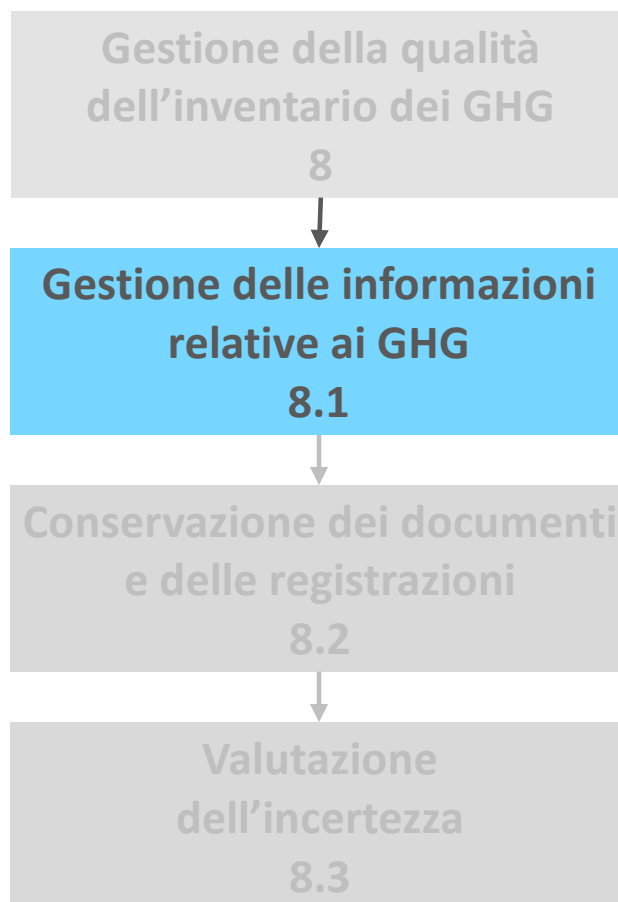 Gestione della qualità
dell’inventario dei GHG
8
Gestione delle informazioni
relative ai GHG
8.1
Conservazione dei documenti
e delle registrazioni
8.2
Valutazione
dell’incertezza
8.3